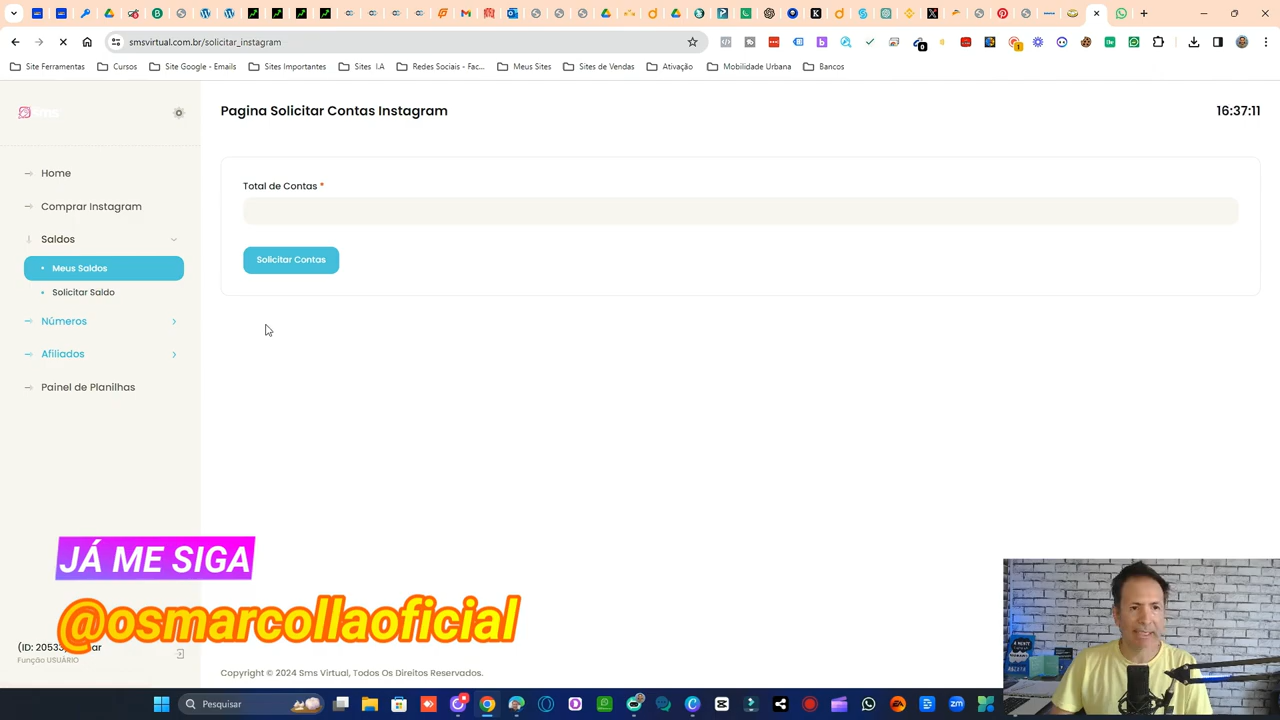 smsvirtual.com.br/solicitar_instagram
Site Ferramentas
Cursos
Site Google - Emails
Sites Importantes
Sites I.A
Redes Sociais - Fac...
Meus Sites
Sites de Vendas
Ativação
Mobilidade Urbana
Bancos
sms
Pagina Solicitar Contas Instagram
16:37:11
Home
Comprar Instagram
Saldos
Meus Saldos
Solicitar Saldo
Números
Afiliados
Painel de Planilhas
Total de Contas *
Solicitar Contas
JÁ ME SIGA
@osmarcollaoficial
(ID: 20533
Função USUÁRIO
Copyright © 2024 Sms Virtual, Todos Os Direitos Reservados.
Pesquisar